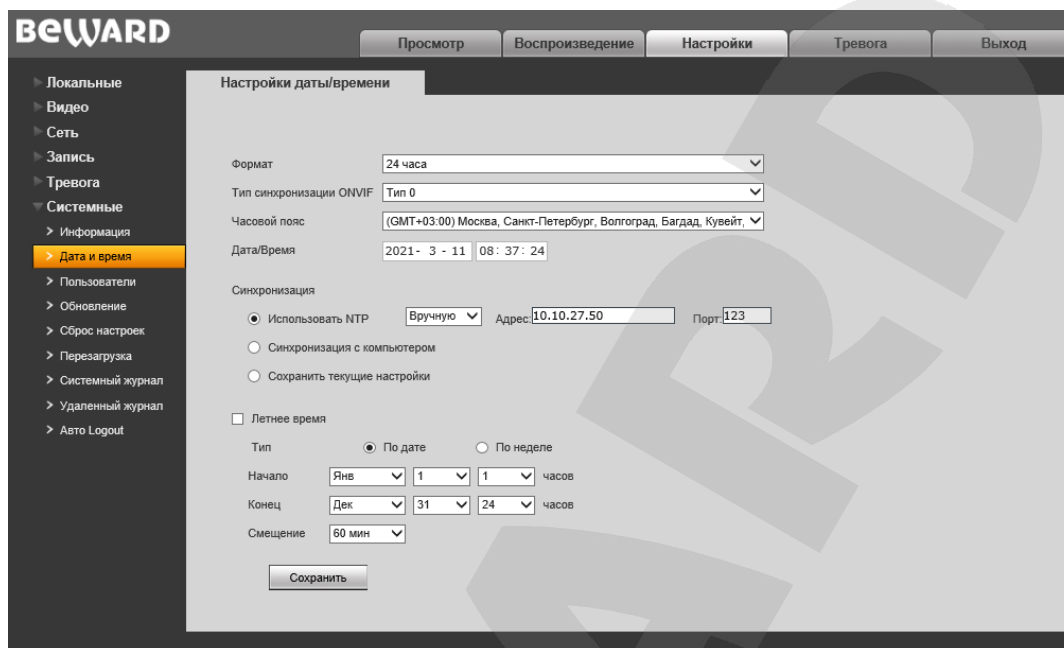 BEWARD
Просмотр Воспроизведение Настройки Тревога Выход
Локальные
Видео
Сеть
Запись
Тревога
Системные
Информация
Дата и время
Пользователи
Обновление
Сброс настроек
Перезагрузка
Системный журнал
Удаленный журнал
Авто Logout
Настройки даты/времени
Формат 24 часа
Тип синхронизации ONVIF Тип 0
Часовой пояс (GMT+03:00) Москва, Санкт-Петербург, Волгоград, Багдад, Кувейт,
Дата/Время 2021- 3 - 11 08: 37: 24
Синхронизация
Использовать NTP Вручную Адрес: 10.10.27.50 Порт: 123
Синхронизация с компьютером
Сохранить текущие настройки
Летнее время
Тип По дате По неделе
Начало Янв 1 1 часов
Конец Дек 31 24 часов
Смещение 60 мин
Сохранить